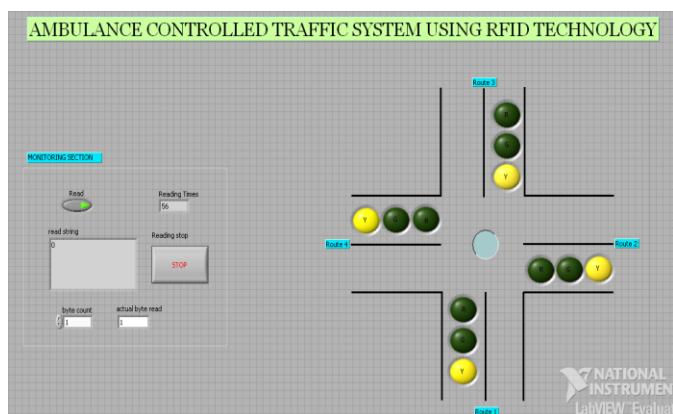 AMBULANCE CONTROLLED TRAFFIC SYSTEM USING RFID TECHNOLOGY
Route 3
R
G
Y
MONITORING SECTION
Read
Reading Times
56
Y G R
read string
0
Reading stop
STOP
Route 4
Route 2
R G Y
byte count
1
actual byte read
1
R
G
Y
NATIONAL
INSTRUMEN
LabVIEW Evalua
Route 1